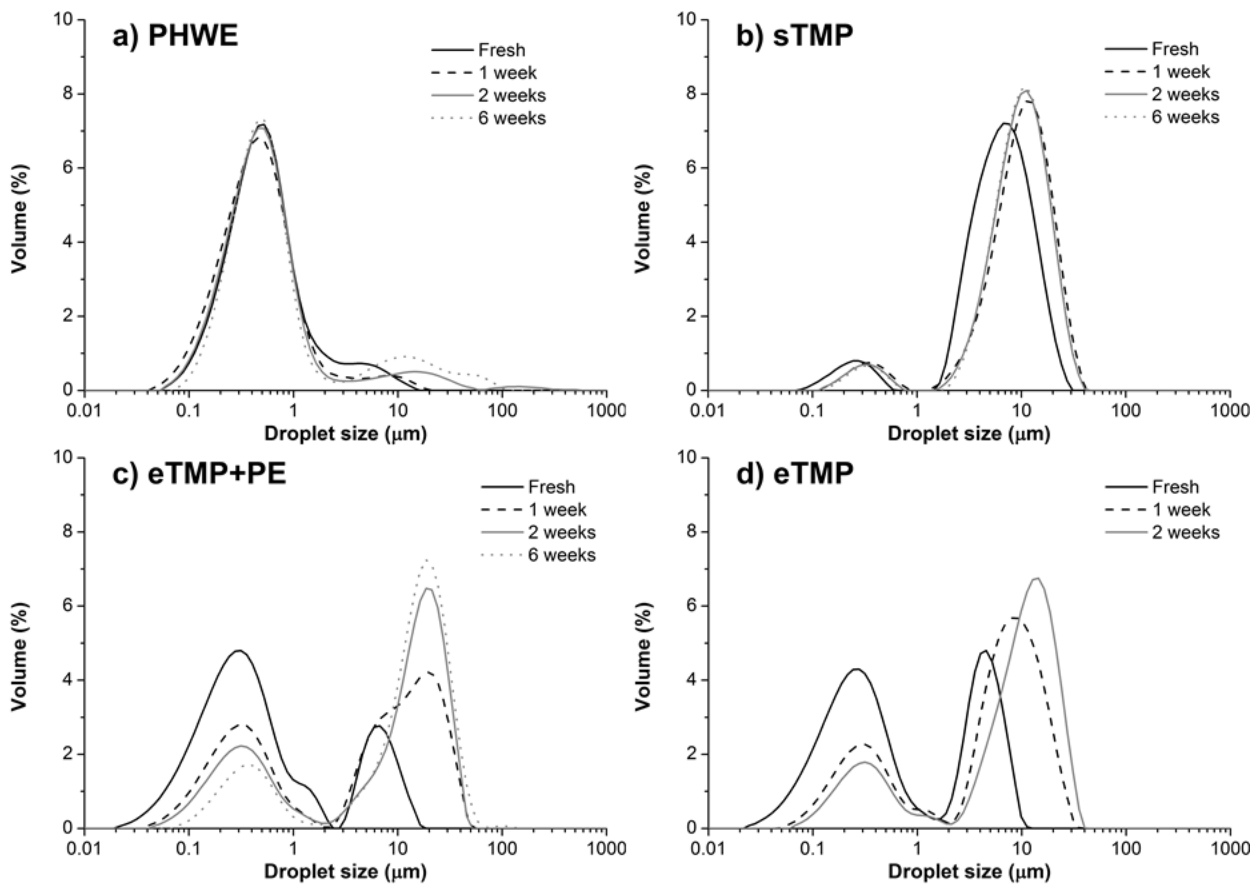 a) PHWE
Fresh
1 week
2 weeks
6 weeks
10
8
6
4
2
0
Volume (%)
0.01 0.1 1 10 100 1000
Droplet size (μm)
b) sTMP
Fresh
1 week
2 weeks
6 weeks
10
8
6
4
2
0
Volume (%)
0.01 0.1 1 10 100 1000
Droplet size (μm)
c) eTMP+PE
Fresh
1 week
2 weeks
6 weeks
10
8
6
4
2
0
Volume (%)
0.01 0.1 1 10 100 1000
Droplet size (μm)
d) eTMP
Fresh
1 week
2 weeks
10
8
6
4
2
0
Volume (%)
0.01 0.1 1 10 100 1000
Droplet size (μm)